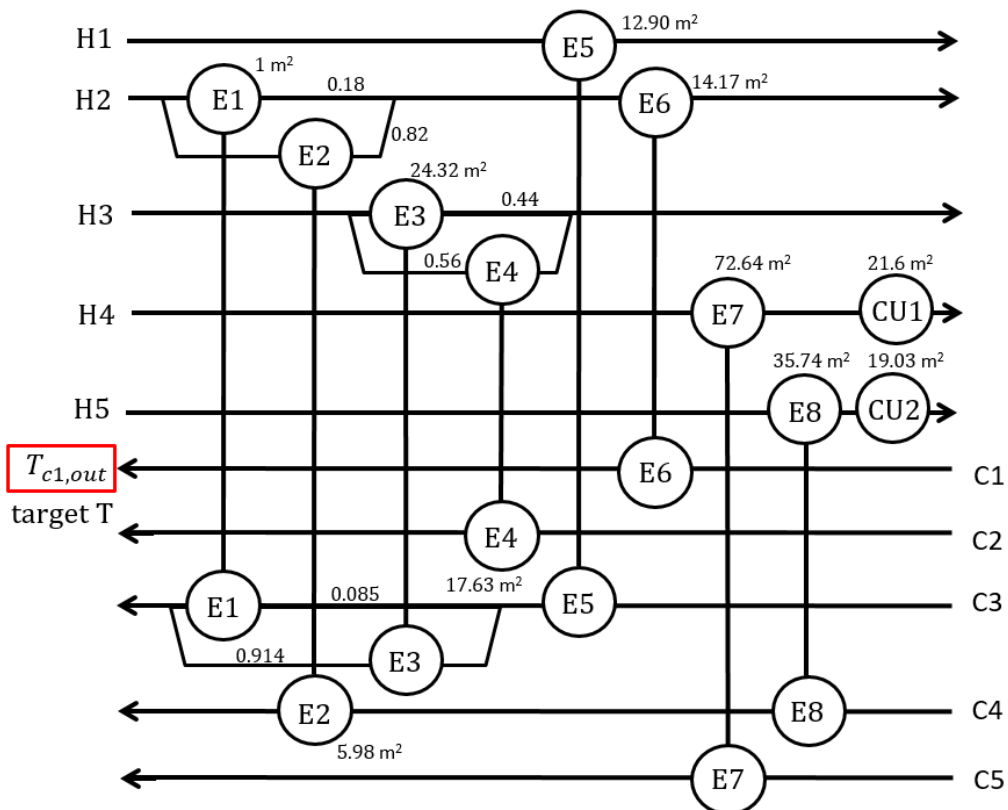 H1
E5
12.90 m²
1 m²
H2
E1
0.18
E6
14.17 m²
E2
0.82
24.32 m²
H3
E3
0.44
0.56
E4
72.64 m²
21.6 m²
H4
E7
CU1
35.74 m²
19.03 m²
H5
E8
CU2
T_{c1,out}
E6
C1
target T
E4
C2
17.63 m²
E1
0.085
E5
C3
0.914
E3
E2
E8
C4
5.98 m²
E7
C5